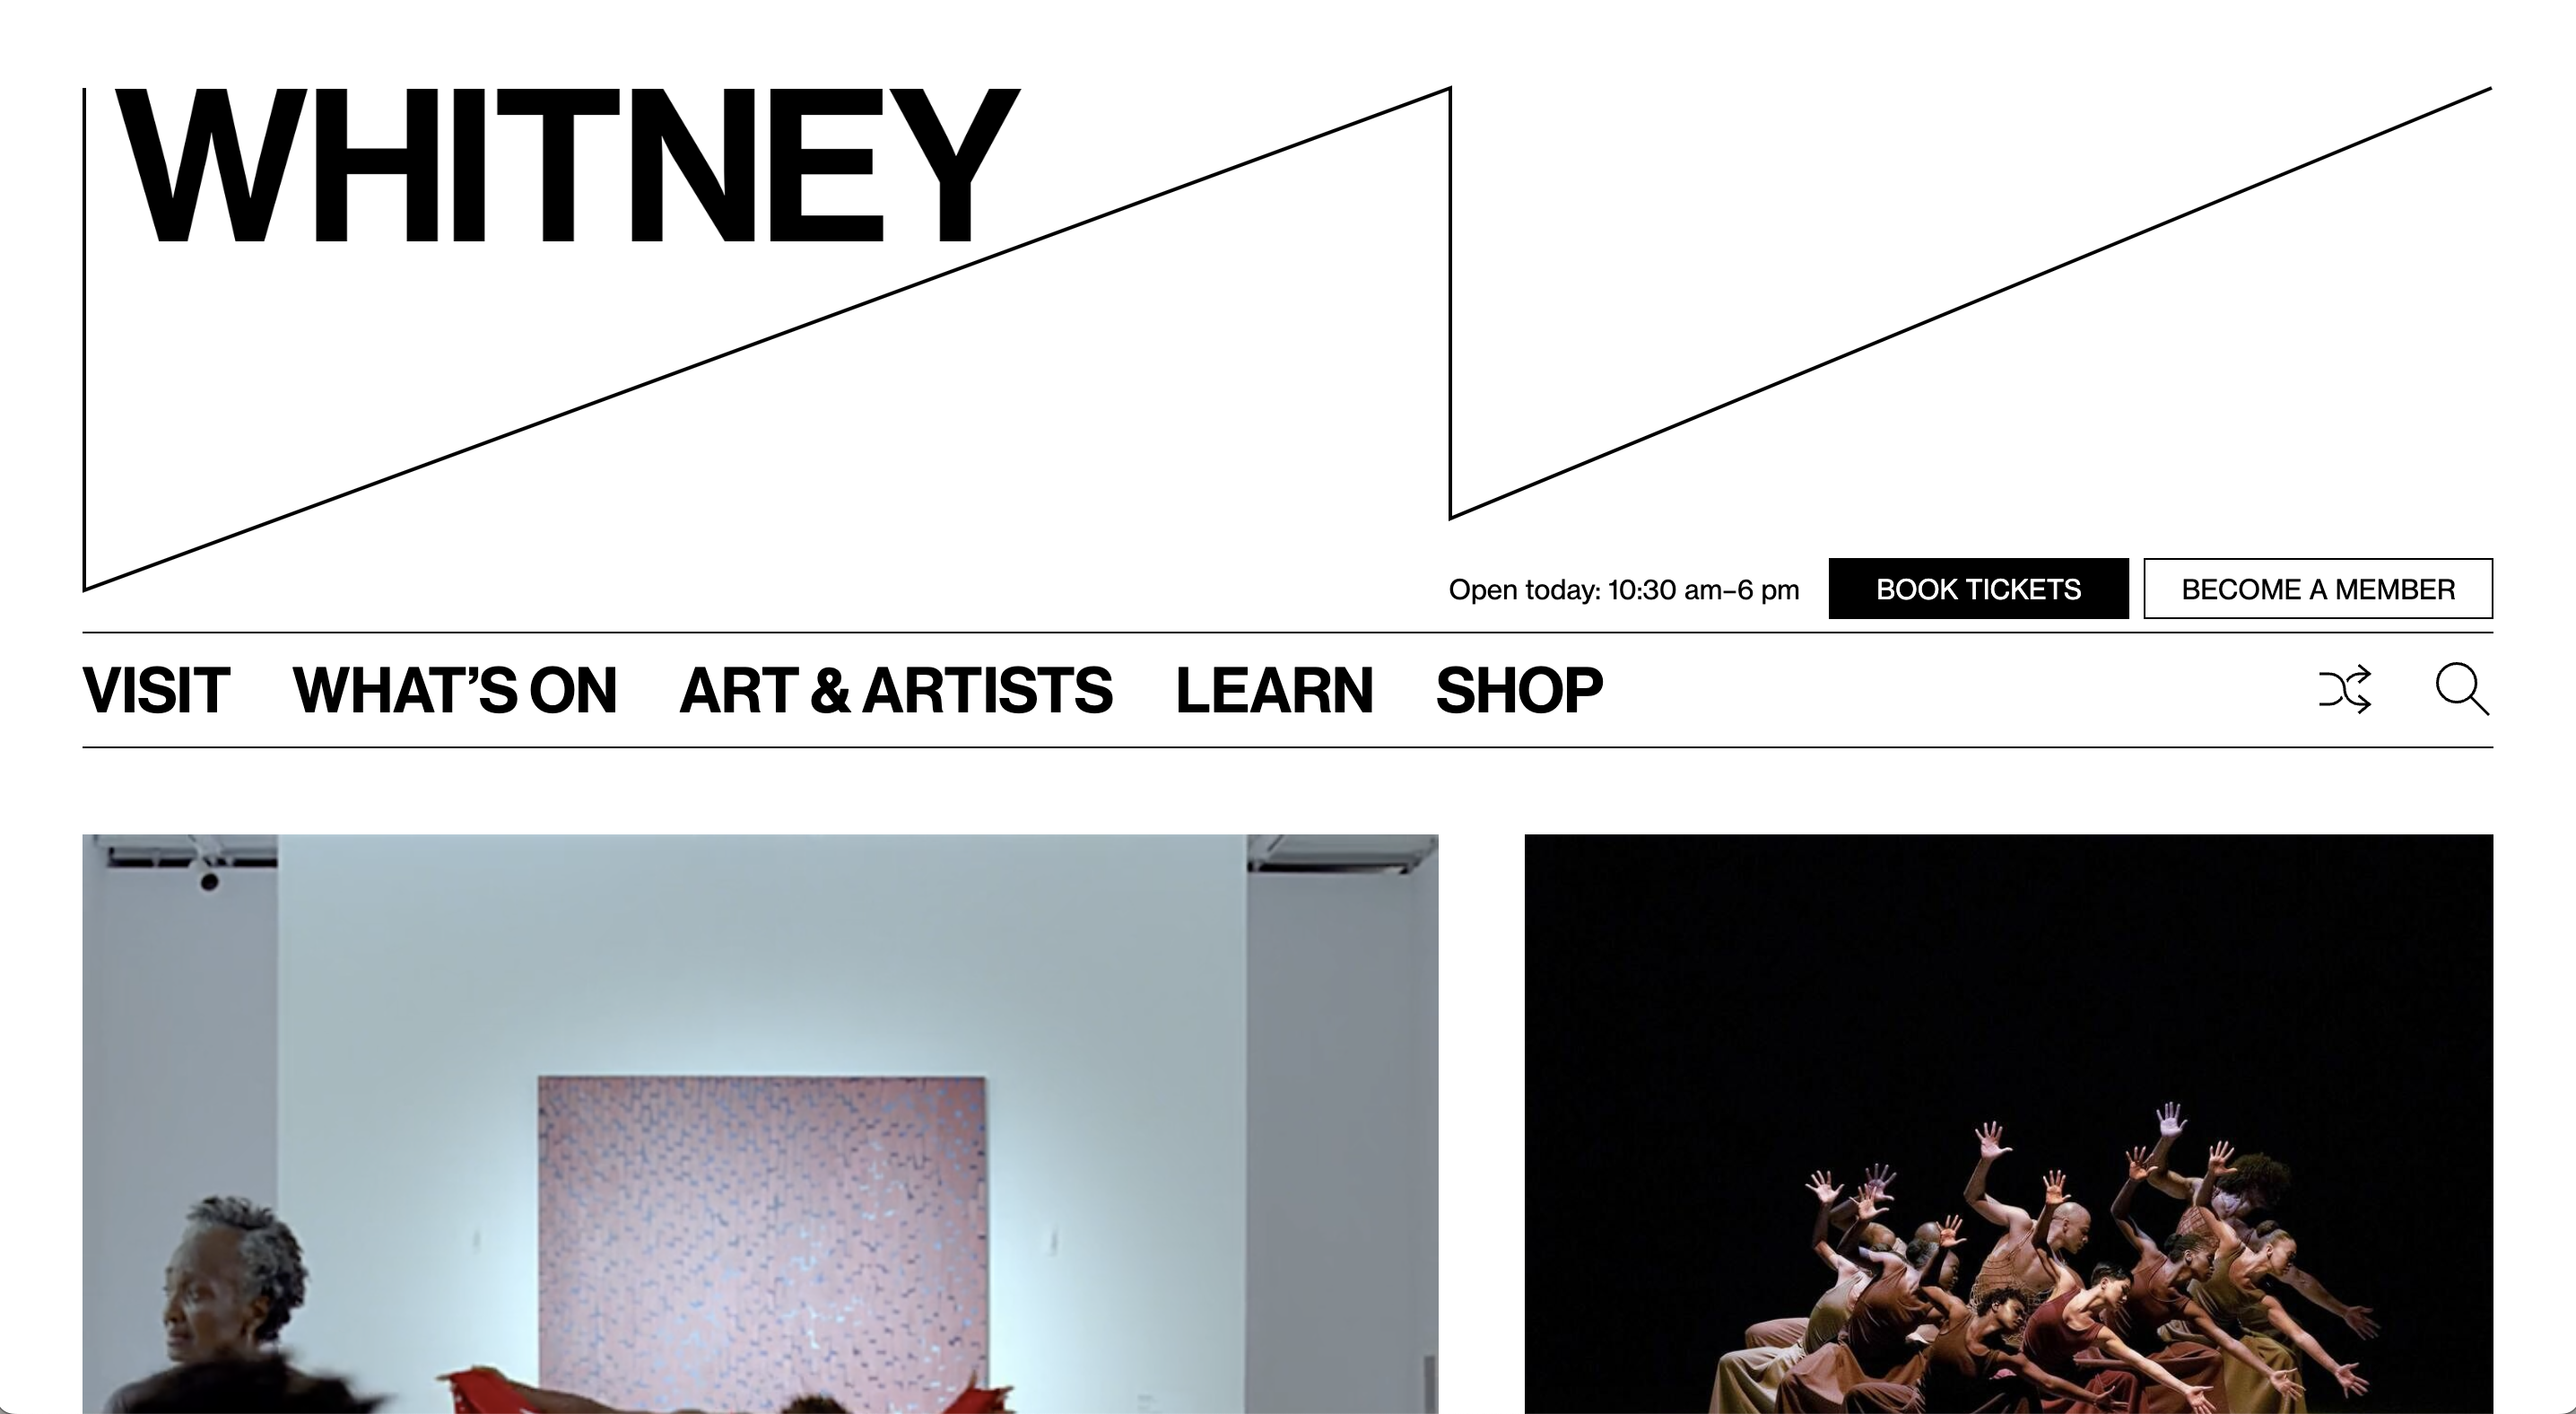 WHITNEY
Open today: 10:30 am–6 pm
BOOK TICKETS
BECOME A MEMBER
VISIT
WHAT’S ON
ART & ARTISTS
LEARN
SHOP